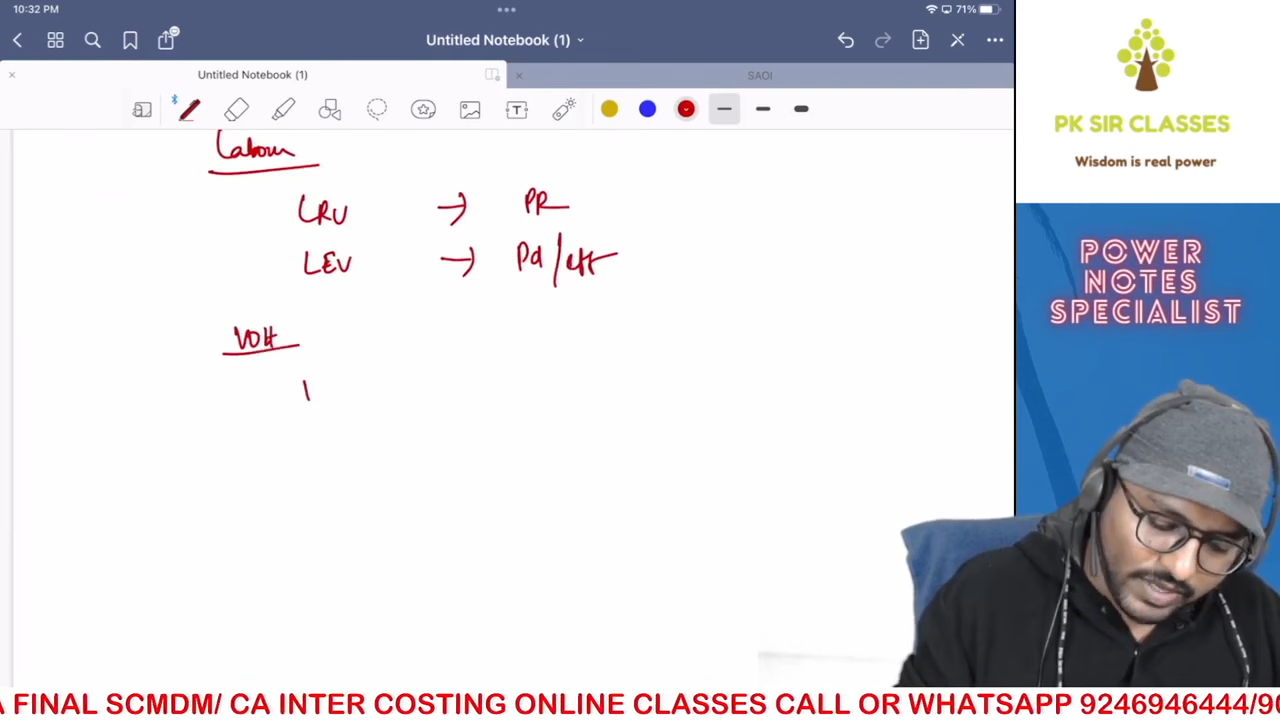 10:32 PM
71%
Untitled Notebook (1)
Untitled Notebook (1)
SAOI
Labour
LRV → PR
LEV → Pd/eff
VOH
PK SIR CLASSES
Wisdom is real power
POWER
NOTES
SPECIALIST
A FINAL SCMDM/ CA INTER COSTING ONLINE CLASSES CALL OR WHATSAPP 9246946444/90